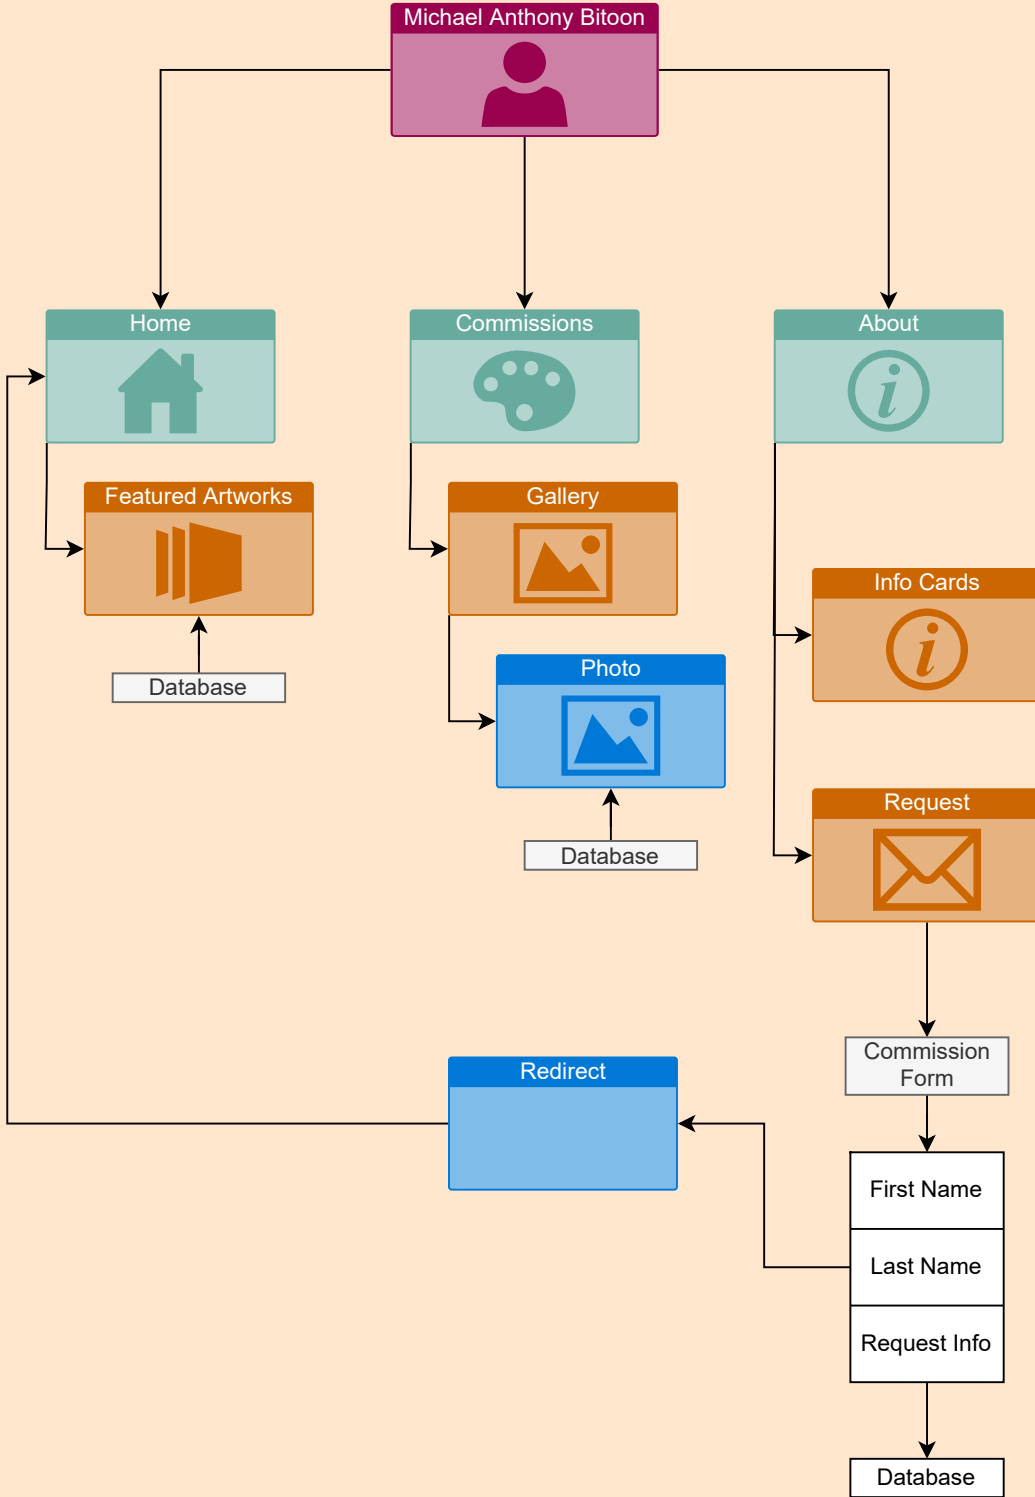 Michael Anthony Bitoon
Home
Commissions
About
Featured Artworks
Gallery
Info Cards
Database
Photo
Request
Database
Commission
Form
Redirect
First Name
Last Name
Request Info
Database